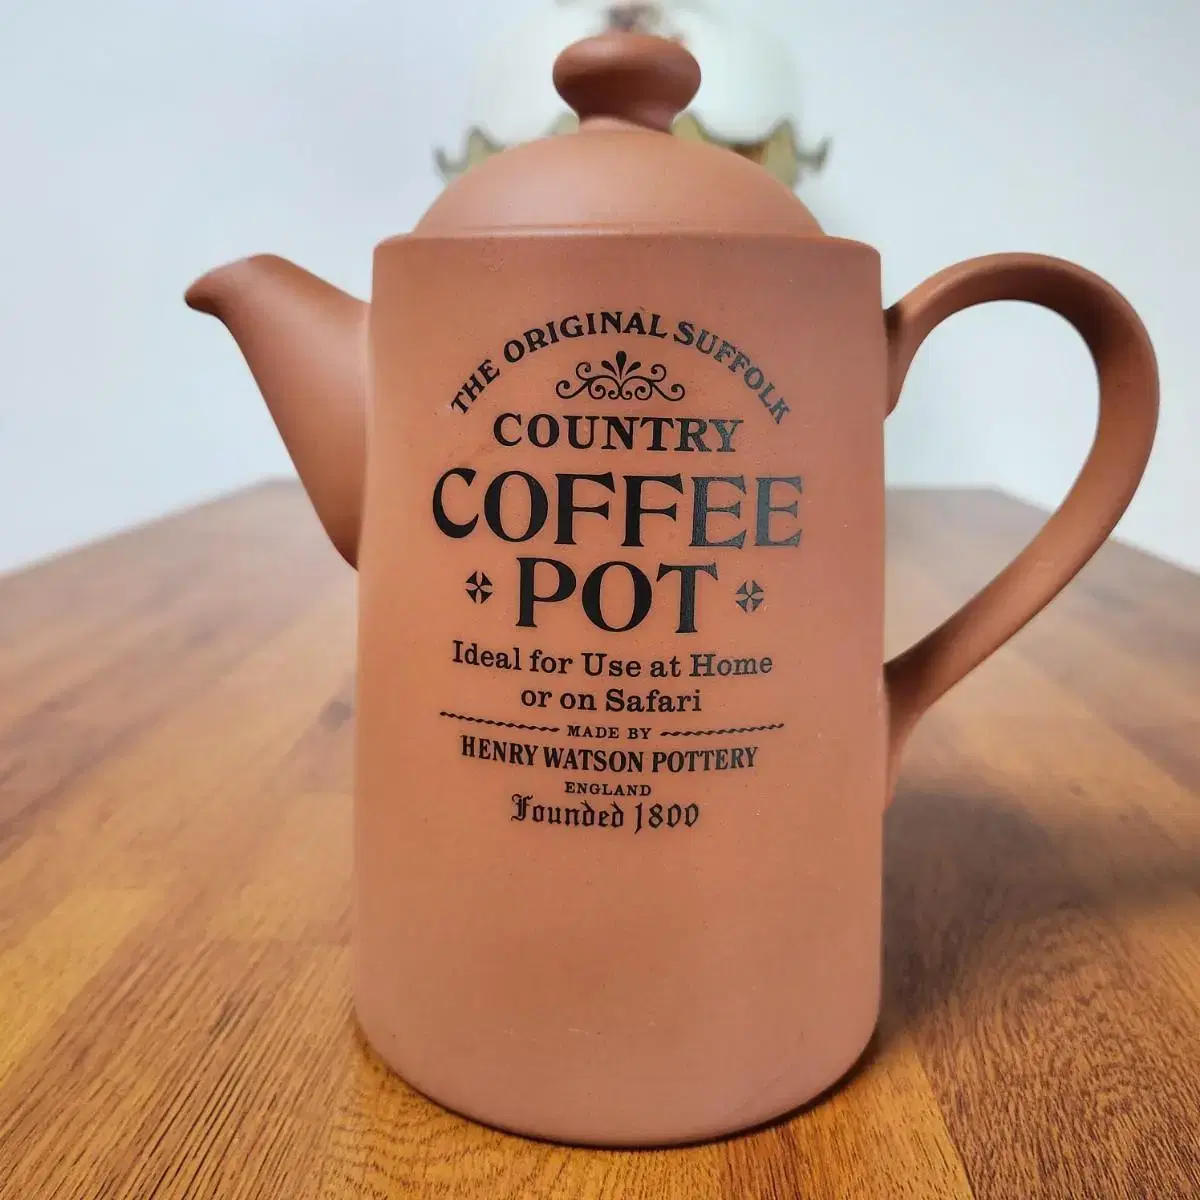 THE ORIGINAL SUFFOLK
COUNTRY
COFFEE
POT
Ideal for Use at Home
or on Safari
MADE BY
HENRY WATSON POTTERY
ENGLAND
Founded 1800